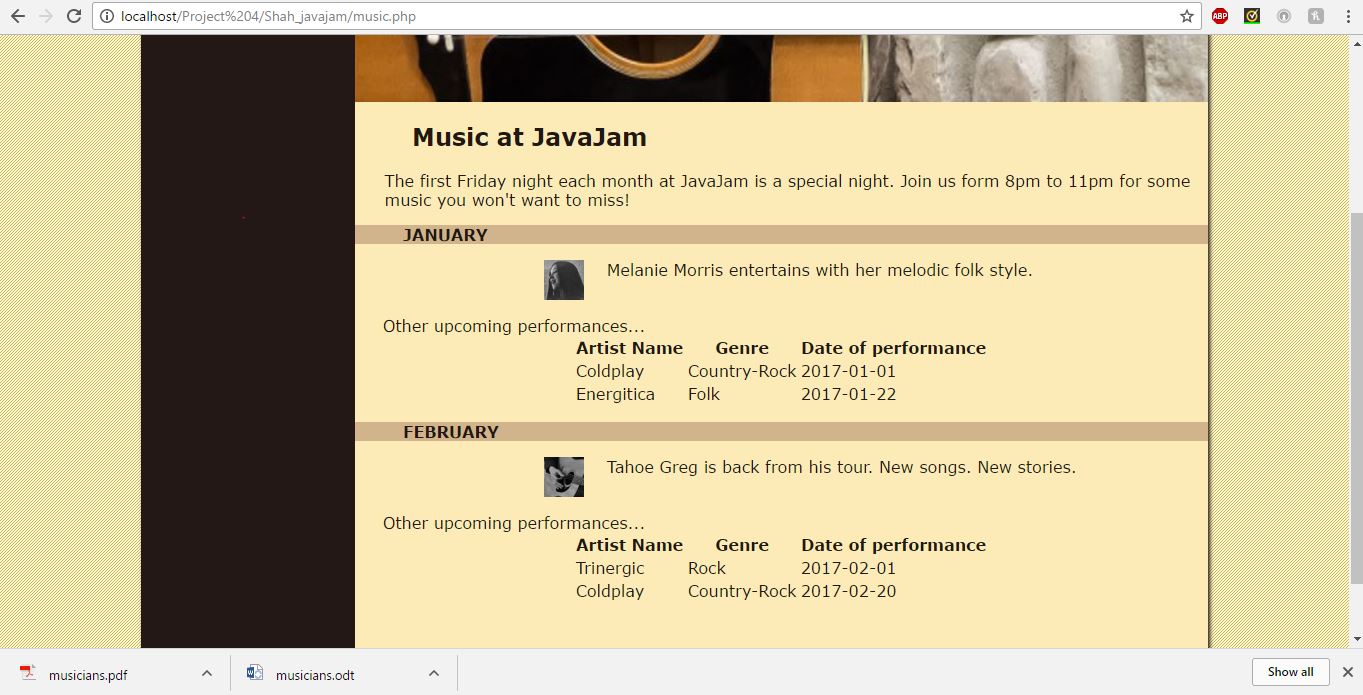 localhost/Project%204/Shah_javajam/music.php
ABP
Music at JavaJam
The first Friday night each month at JavaJam is a special night. Join us form 8pm to 11pm for some
music you won't want to miss!
JANUARY
Melanie Morris entertains with her melodic folk style.
Other upcoming performances...
Artist Name Genre Date of performance
Coldplay Country-Rock 2017-01-01
Energitica Folk 2017-01-22
FEBRUARY
Tahoe Greg is back from his tour. New songs. New stories.
Other upcoming performances...
Artist Name Genre Date of performance
Trinergic Rock 2017-02-01
Coldplay Country-Rock 2017-02-20
musicians.pdf musicians.odt Show all